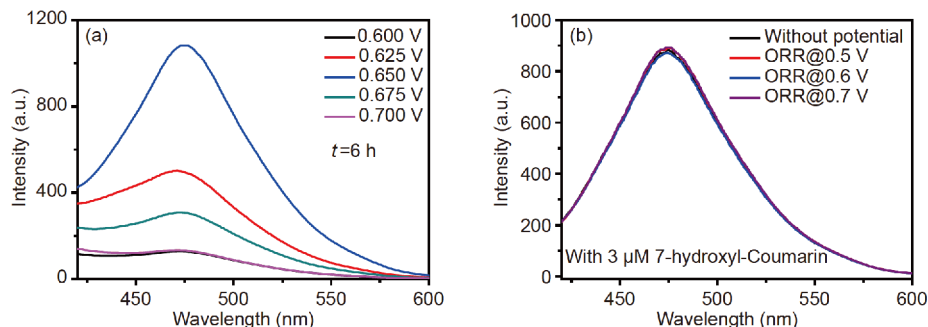 (a)
0.600 V
0.625 V
0.650 V
0.675 V
0.700 V
t=6 h
1200
800
400
0
Intensity (a.u.)
450 500 550 600
Wavelength (nm)
(b)
Without potential
ORR@0.5 V
ORR@0.6 V
ORR@0.7 V
With 3 μM 7-hydroxyl-Coumarin
1000
800
600
400
200
0
Intensity (a.u.)
450 500 550 600
Wavelength (nm)